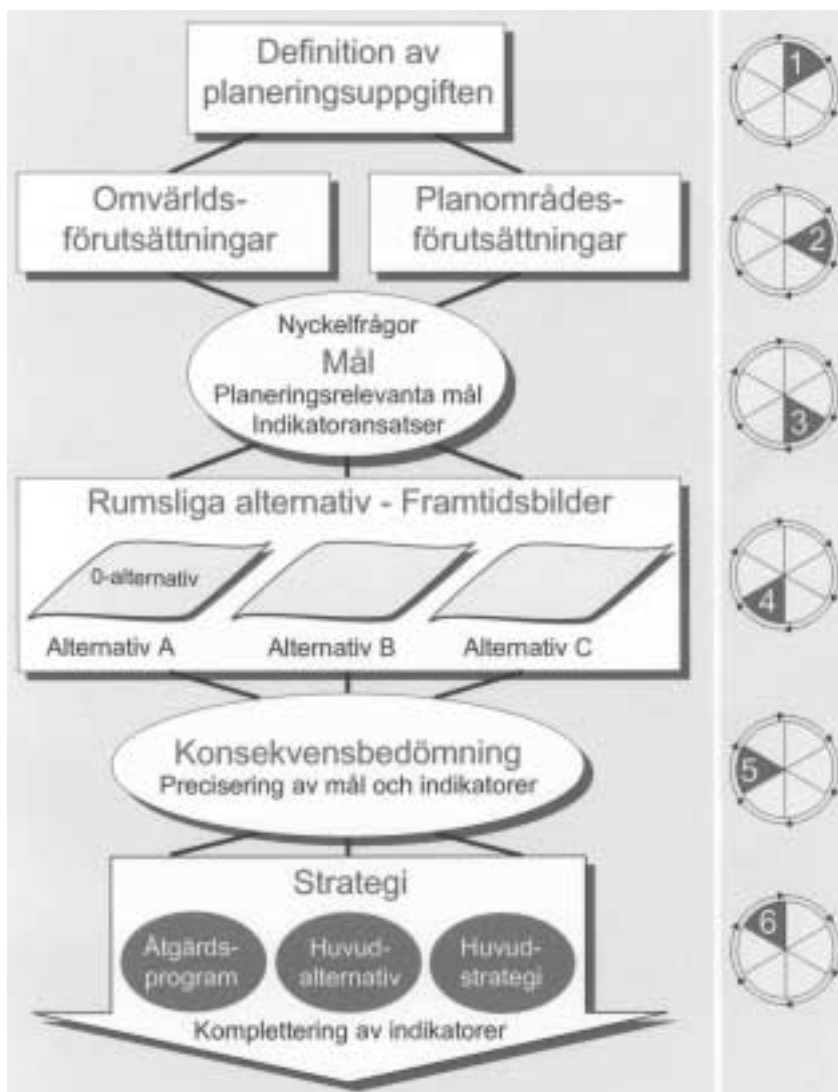 Definition av
planeringsuppgiften
1
Omvärlds-
förutsättningar
Planområdes-
förutsättningar
2
Nyckelfrågor
Mål
Planeringsrelevanta mål
Indikatoransatser
3
Rumsliga alternativ - Framtidsbilder
0-alternativ
Alternativ A
Alternativ B
Alternativ C
4
Konsekvensbedömning
Precisering av mål och indikatorer
5
Strategi
Åtgärds-
program
Huvud-
alternativ
Huvud-
strategi
Komplettering av indikatorer
6